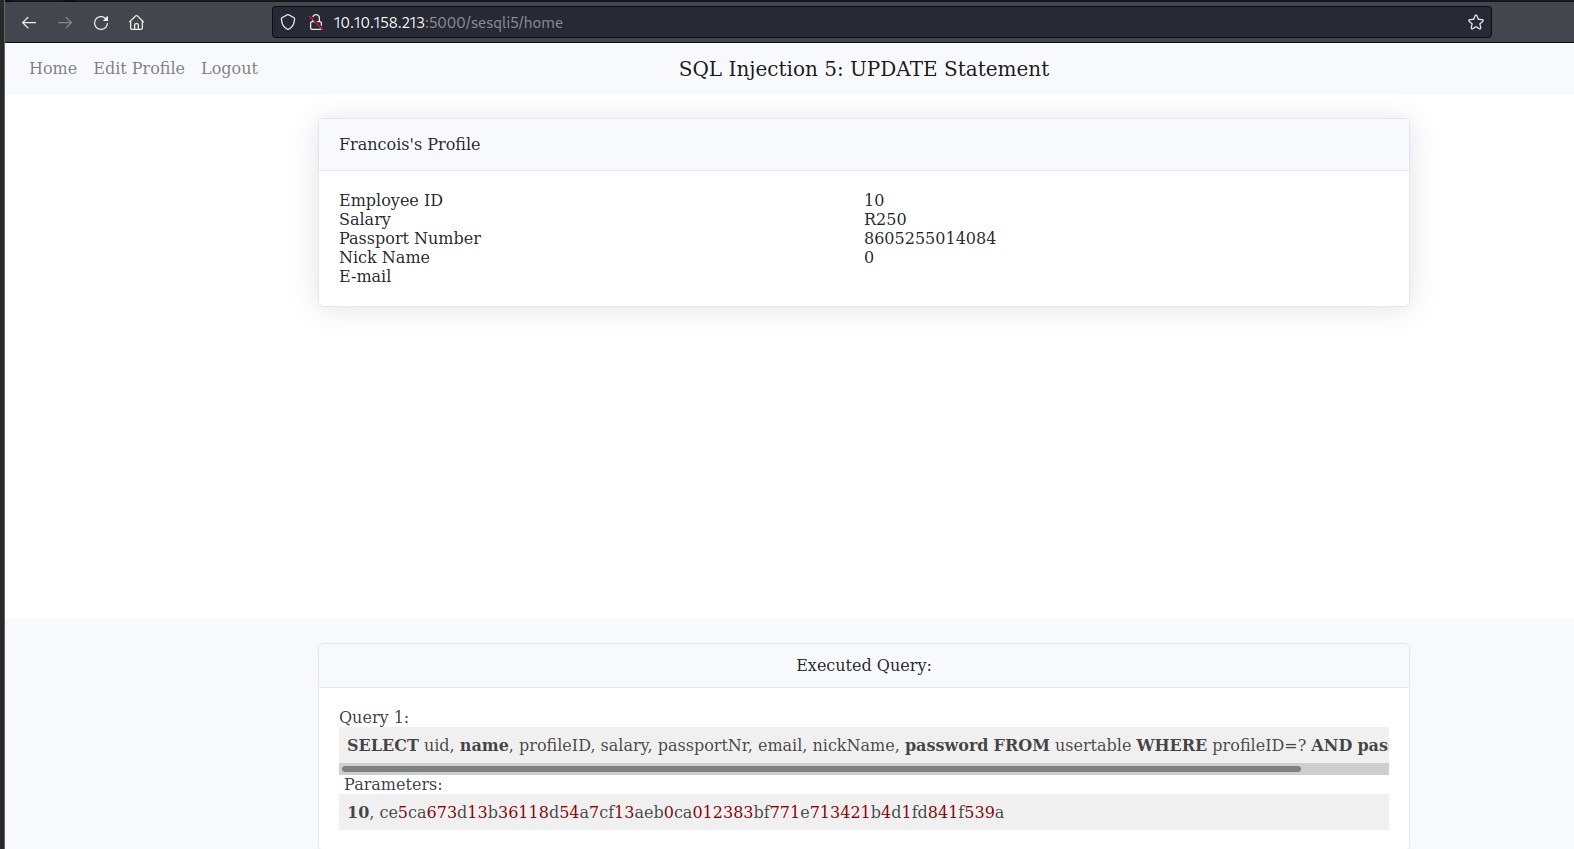 10.10.158.213:5000/sesqli5/home
Home Edit Profile Logout SQL Injection 5: UPDATE Statement
Francois's Profile
Employee ID 10
Salary R250
Passport Number 8605255014084
Nick Name 0
E-mail
Executed Query:
Query 1:
SELECT uid, name, profileID, salary, passportNr, email, nickName, password FROM usertable WHERE profileID=? AND pas
Parameters:
10, ce5ca673d13b36118d54a7cf13aeb0ca012383bf771e713421b4d1fd841f539a